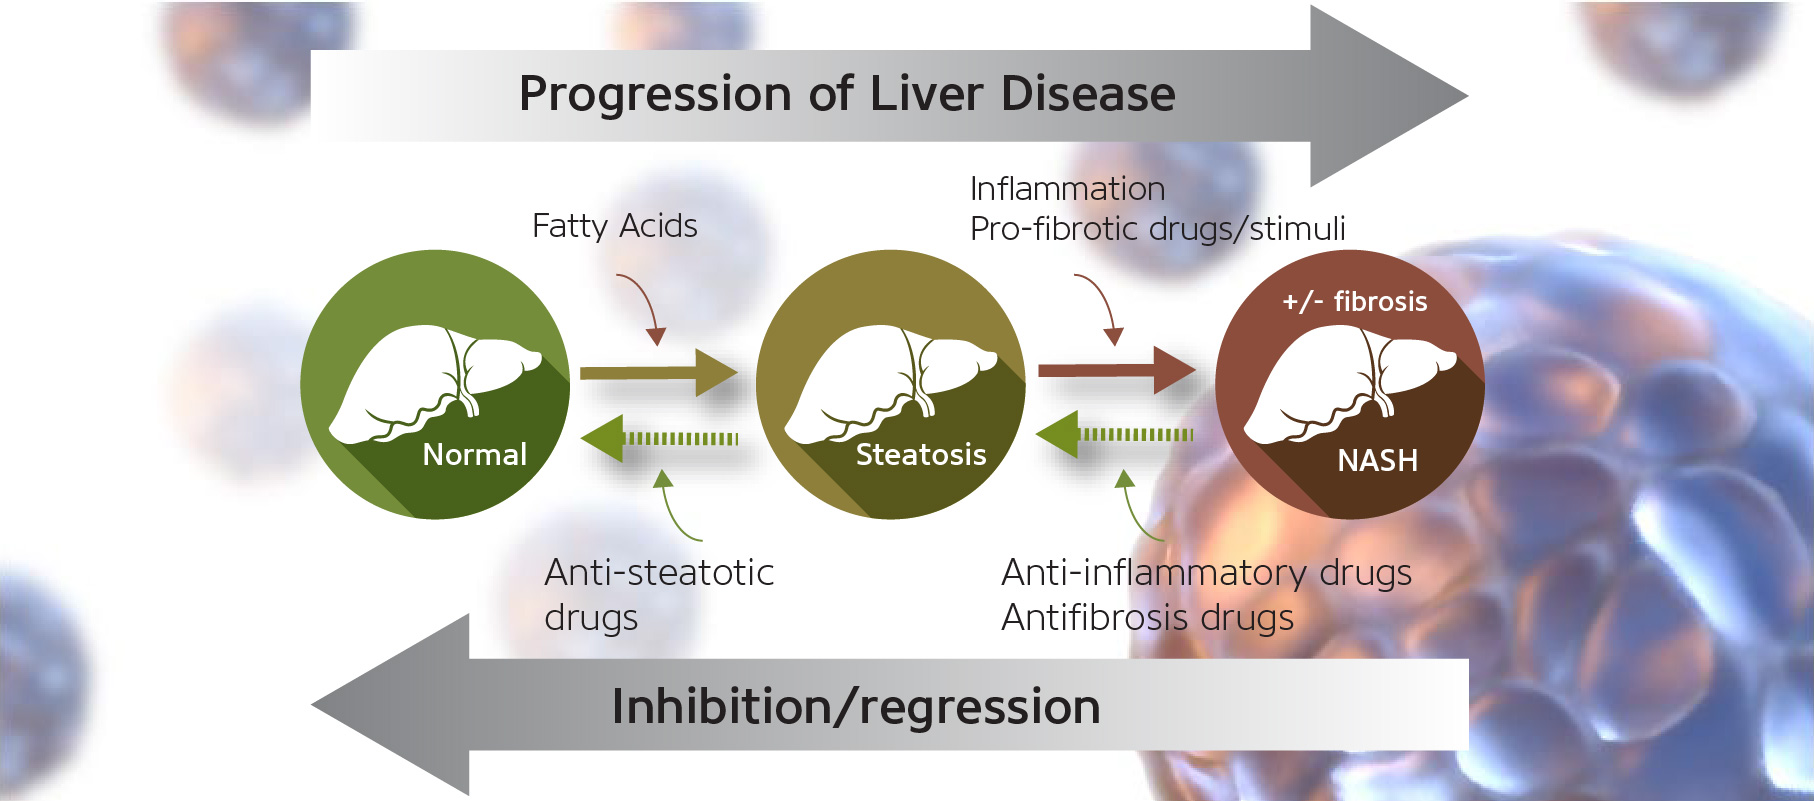 Progression of Liver Disease
Fatty Acids
Inflammation
Pro-fibrotic drugs/stimuli
Normal
Steatosis
+/- fibrosis
NASH
Anti-steatotic
drugs
Anti-inflammatory drugs
Antifibrosis drugs
Inhibition/regression